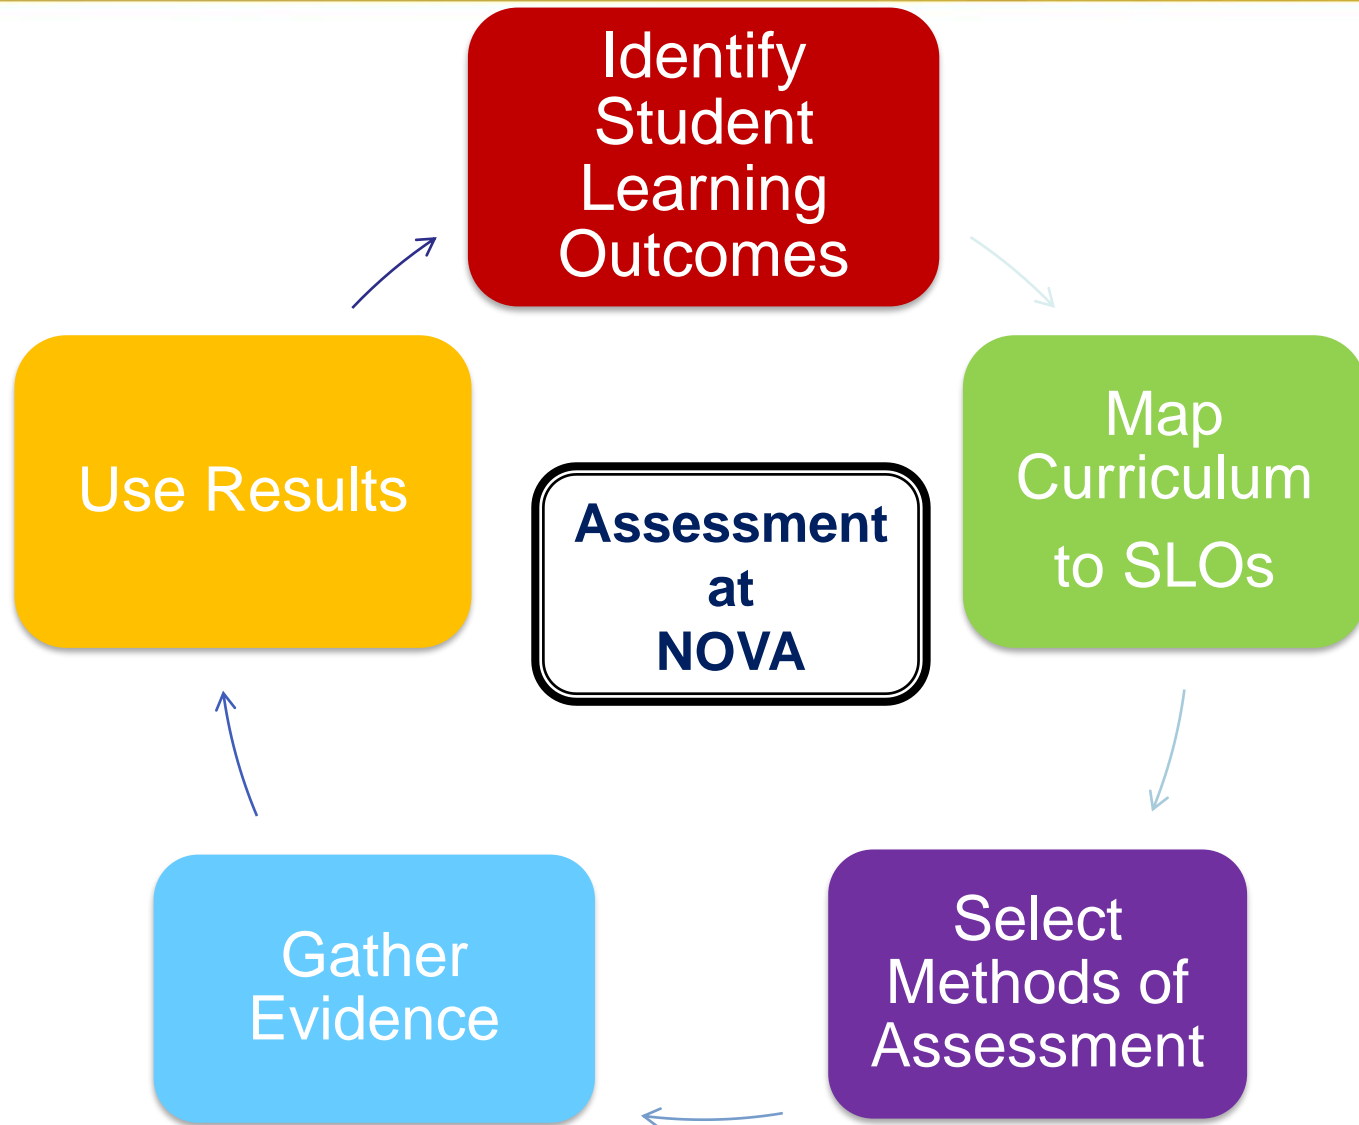 Identify
Student
Learning
Outcomes
Map
Curriculum
to SLOs
Select
Methods of
Assessment
Gather
Evidence
Use Results
Assessment
at
NOVA